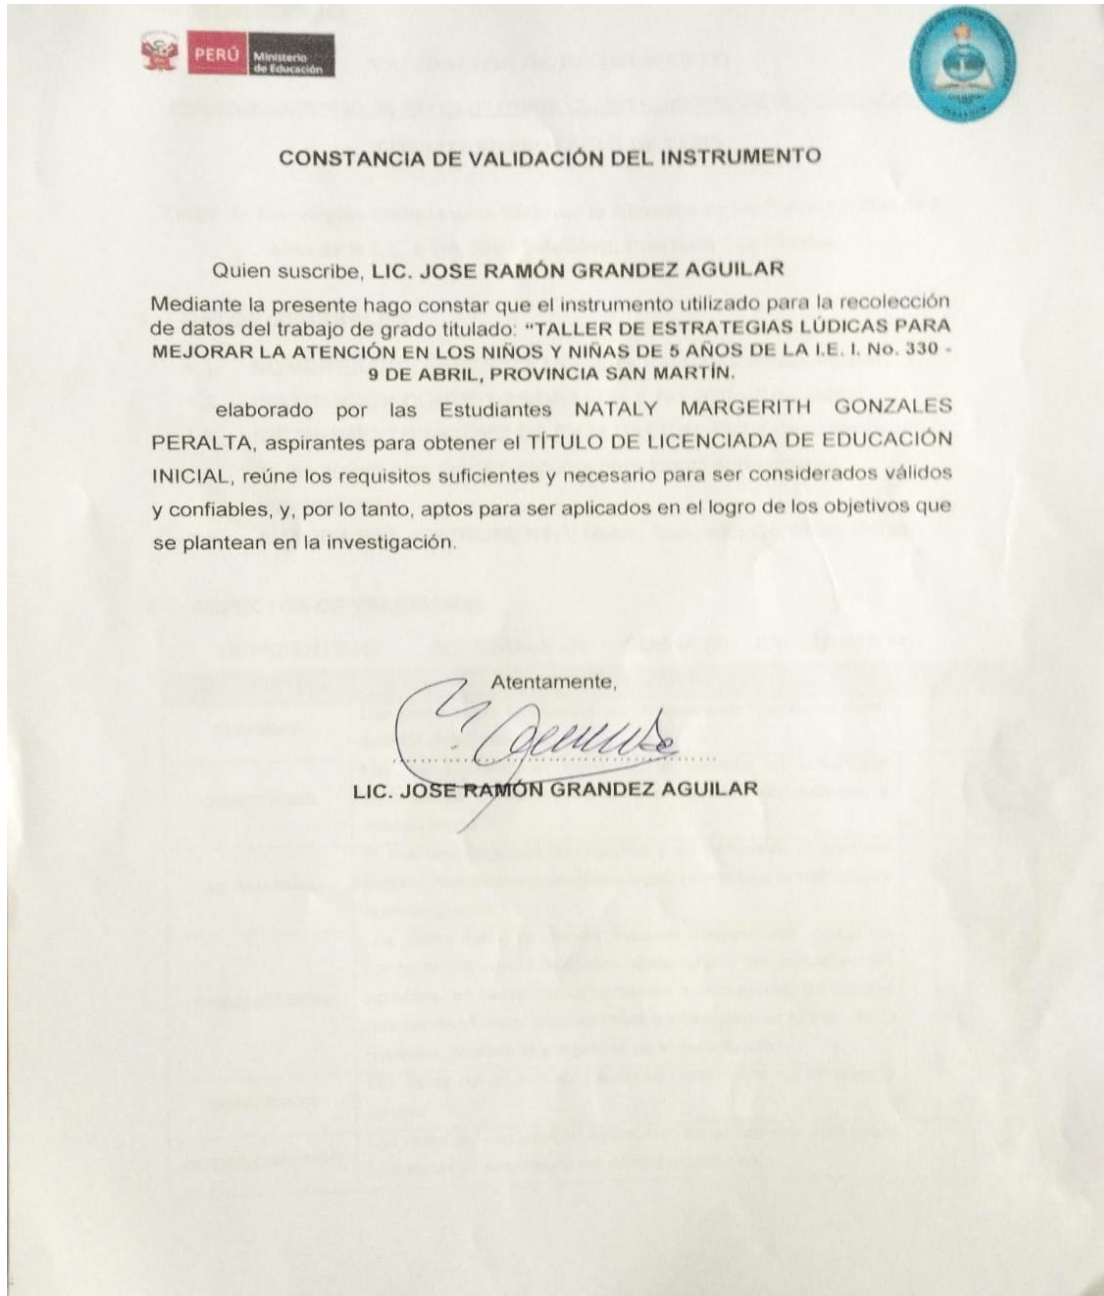 PERÚ
Ministerio
de Educación
CONSTANCIA DE VALIDACIÓN DEL INSTRUMENTO
Quien suscribe, LIC. JOSE RAMÓN GRANDEZ AGUILAR
Mediante la presente hago constar que el instrumento utilizado para la recolección
de datos del trabajo de grado titulado: “TALLER DE ESTRATEGIAS LÚDICAS PARA
MEJORAR LA ATENCIÓN EN LOS NIÑOS Y NIÑAS DE 5 AÑOS DE LA I.E. I. No. 330 -
9 DE ABRIL, PROVINCIA SAN MARTÍN.
elaborado por las Estudiantes NATALY MARGERITH GONZALES
PERALTA, aspirantes para obtener el TÍTULO DE LICENCIADA DE EDUCACIÓN
INICIAL, reúne los requisitos suficientes y necesario para ser considerados válidos
y confiables, y, por lo tanto, aptos para ser aplicados en el logro de los objetivos que
se plantean en la investigación.
Atentamente,
LIC. JOSE RAMÓN GRANDEZ AGUILAR